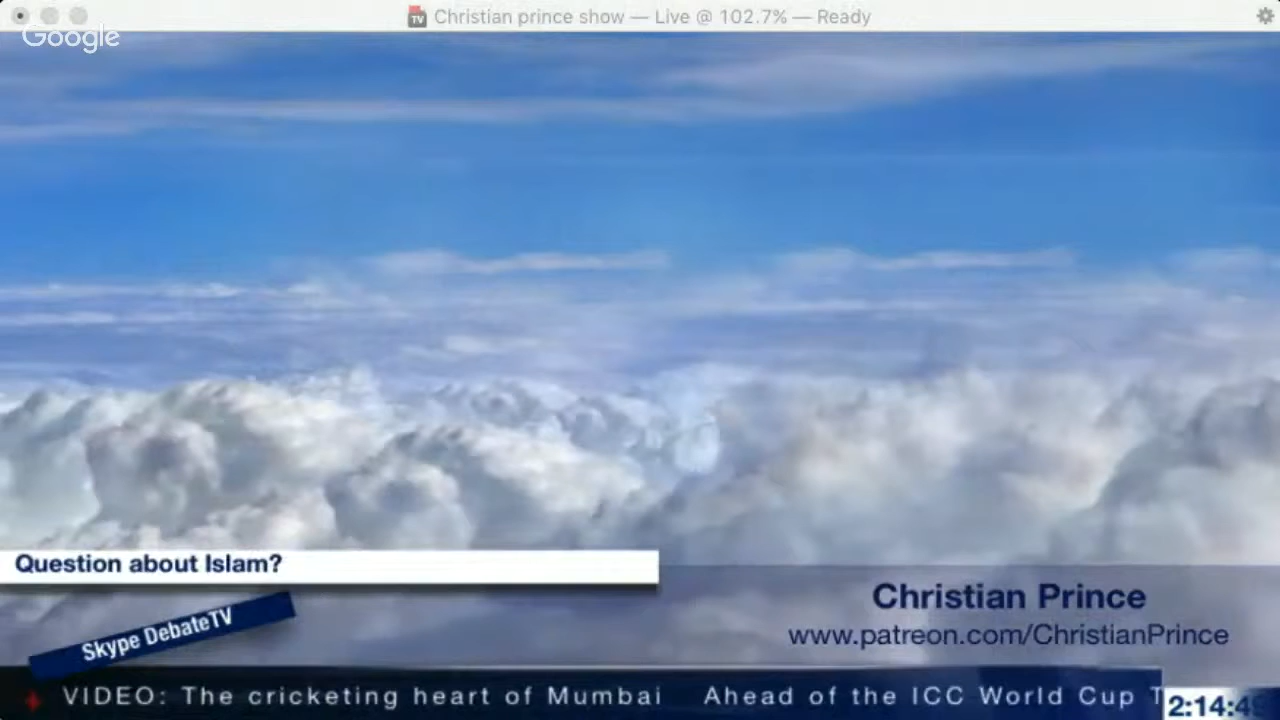 Christian prince show — Live @ 102.7% — Ready
Google
Question about Islam?
Christian Prince
Skype DebateTV
www.patreon.com/ChristianPrince
VIDEO: The cricketing heart of Mumbai Ahead of the ICC World Cup T
2:14:4